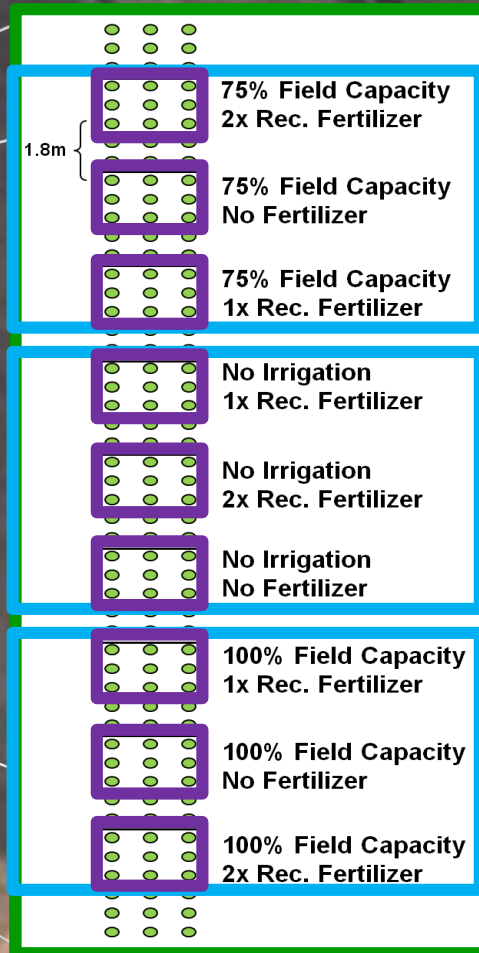 75% Field Capacity
2x Rec. Fertilizer
1.8m
75% Field Capacity
No Fertilizer
75% Field Capacity
1x Rec. Fertilizer
No Irrigation
1x Rec. Fertilizer
No Irrigation
2x Rec. Fertilizer
No Irrigation
No Fertilizer
100% Field Capacity
1x Rec. Fertilizer
100% Field Capacity
No Fertilizer
100% Field Capacity
2x Rec. Fertilizer